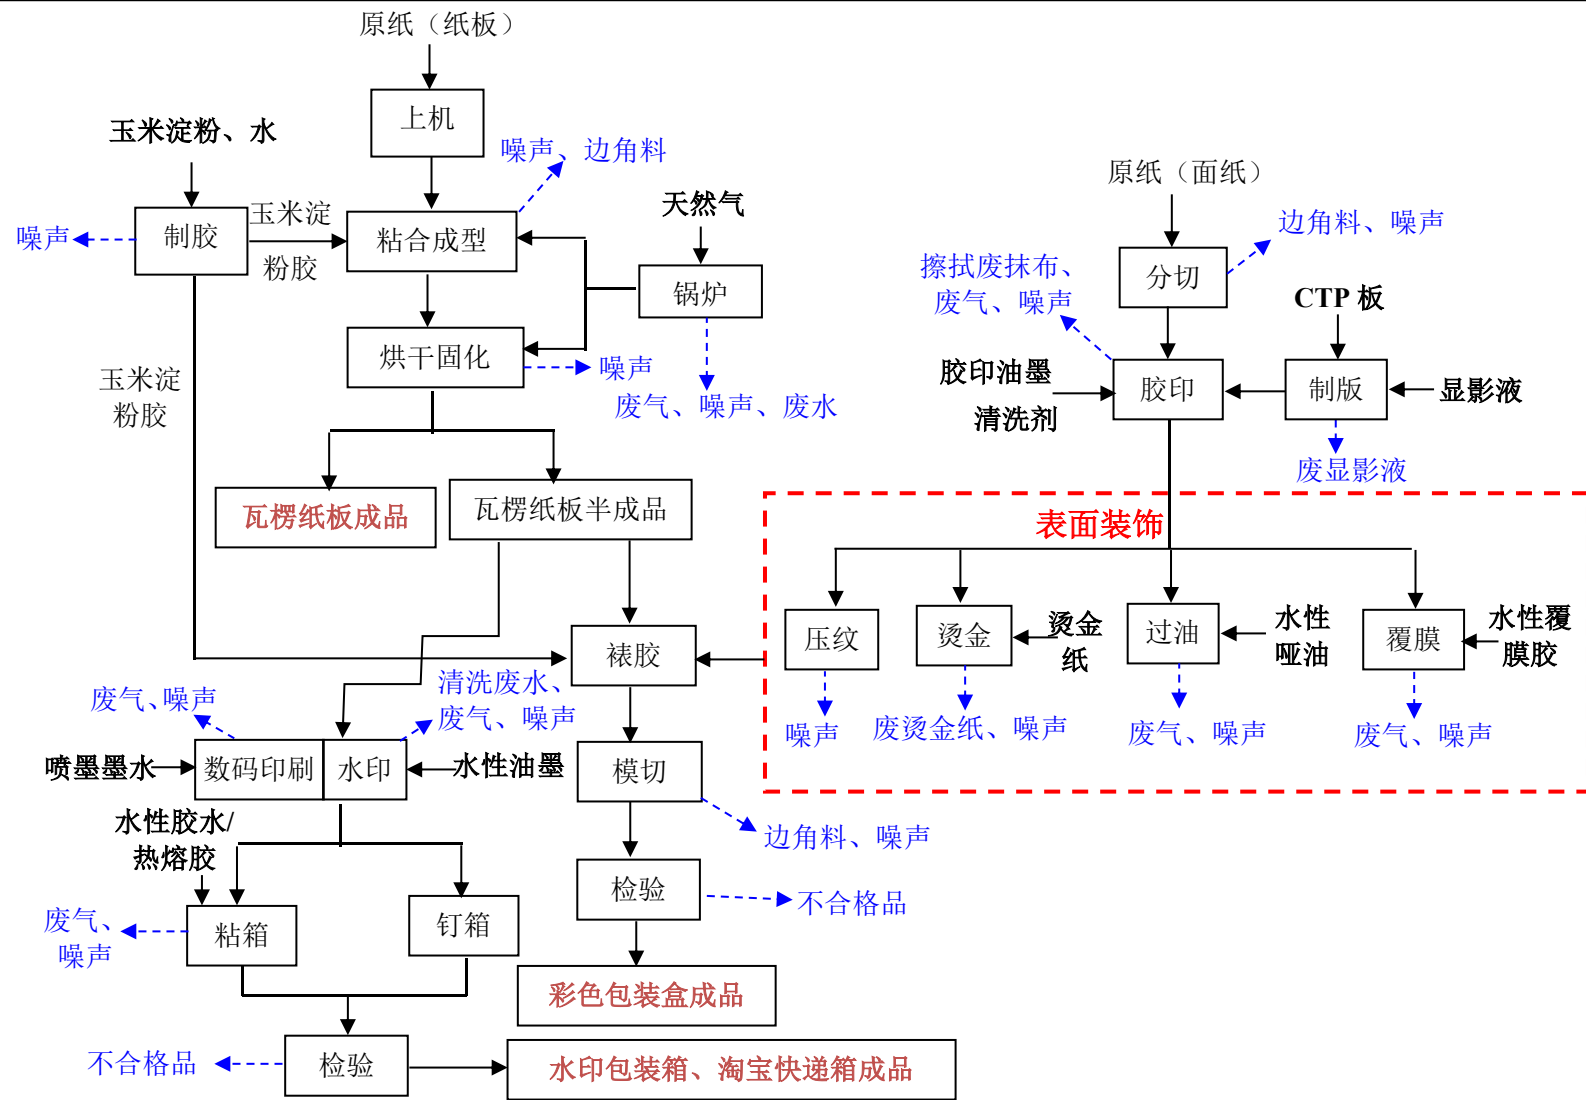 原纸（纸板）
上机
玉米淀粉、水
噪声、边角料
原纸（面纸）
天然气
噪声
制胶
玉米淀
粉胶
粘合成型
边角料、噪声
擦拭废抹布、
废气、噪声
分切
锅炉
CTP 板
烘干固化
噪声
玉米淀
粉胶
废气、噪声、废水
胶印油墨
清洗剂
胶印
制版
显影液
废显影液
瓦楞纸板成品
瓦楞纸板半成品
表面装饰
压纹
烫金
烫金
纸
过油
水性
哑油
覆膜
水性覆
膜胶
裱胶
废气、噪声
清洗废水、
废气、噪声
噪声
废烫金纸、噪声
废气、噪声
废气、噪声
喷墨墨水
数码印刷
水印
水性油墨
模切
水性胶水/
热熔胶
边角料、噪声
检验
不合格品
废气、
噪声
粘箱
钉箱
彩色包装盒成品
不合格品
检验
水印包装箱、淘宝快递箱成品